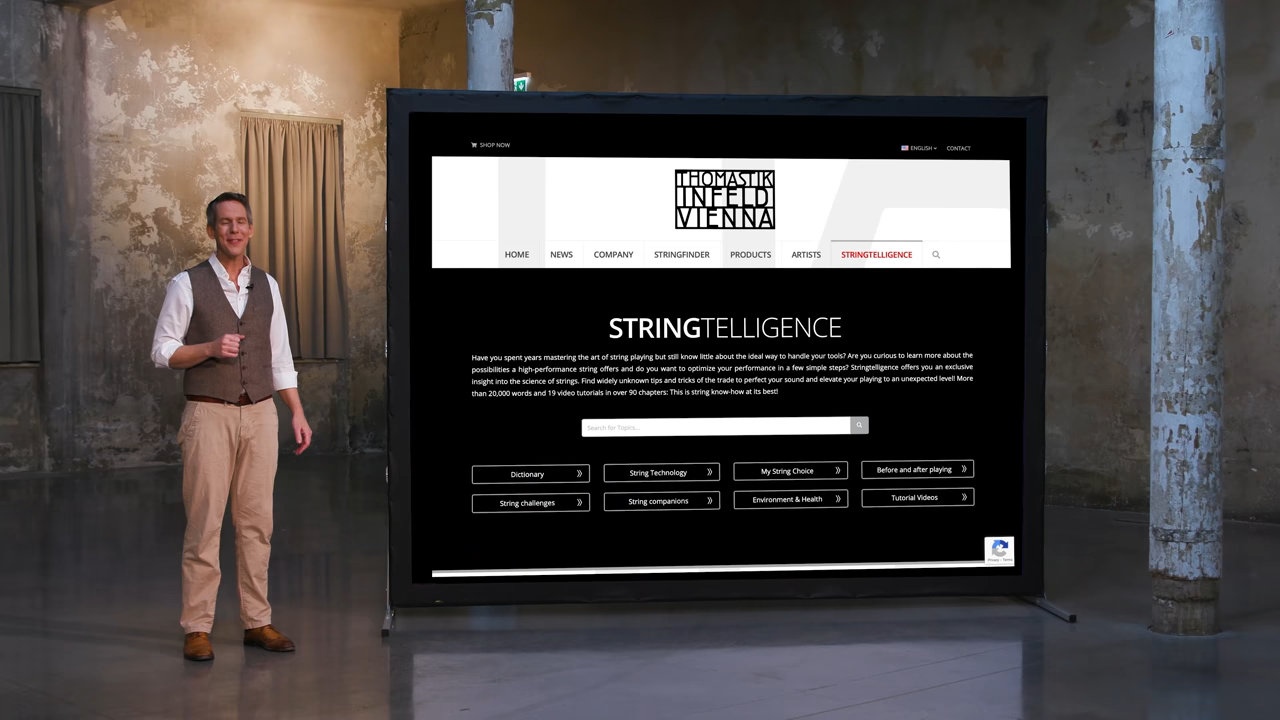 SHOP NOW
ENGLISH
CONTACT
THOMASTIK
INFELD
VIENNA
HOME NEWS COMPANY STRINGFINDER PRODUCTS ARTISTS STRINGTELLIGENCE
STRINGTELLIGENCE
Have you spent years mastering the art of string playing but still know little about the ideal way to handle your tools? Are you curious to learn more about the
possibilities a high-performance string offers and do you want to optimize your performance in a few simple steps? Stringtelligence offers you an exclusive
insight into the science of strings. Find widely unknown tips and tricks of the trade to perfect your sound and elevate your playing to an unexpected level! More
than 20,000 words and 19 video tutorials in over 90 chapters: This is string know-how at its best!
Search for Topics...
Dictionary String Technology My String Choice Before and after playing
String challenges String companions Environment & Health Tutorial Videos
Privacy - Terms